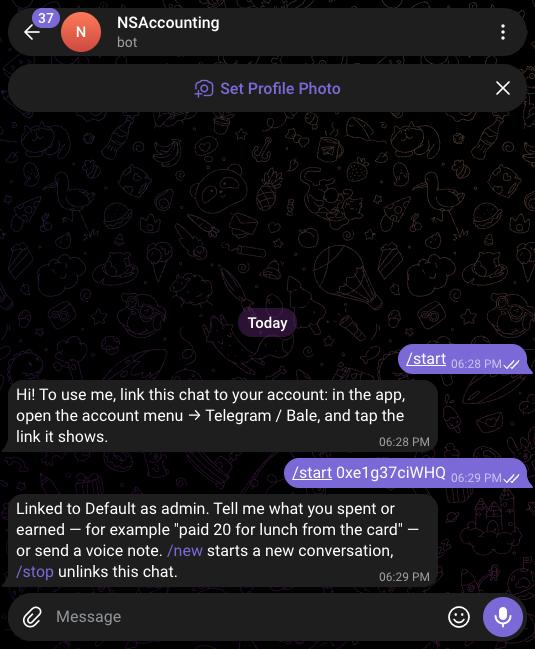 37
N
NSAccounting
bot
Set Profile Photo
Today
/start 06:28 PM
Hi! To use me, link this chat to your account: in the app,
open the account menu → Telegram / Bale, and tap the
link it shows.
06:28 PM
/start 0xe1g37ciWHQ 06:29 PM
Linked to Default as admin. Tell me what you spent or
earned — for example "paid 20 for lunch from the card" —
or send a voice note. /new starts a new conversation,
/stop unlinks this chat.
06:29 PM
Message